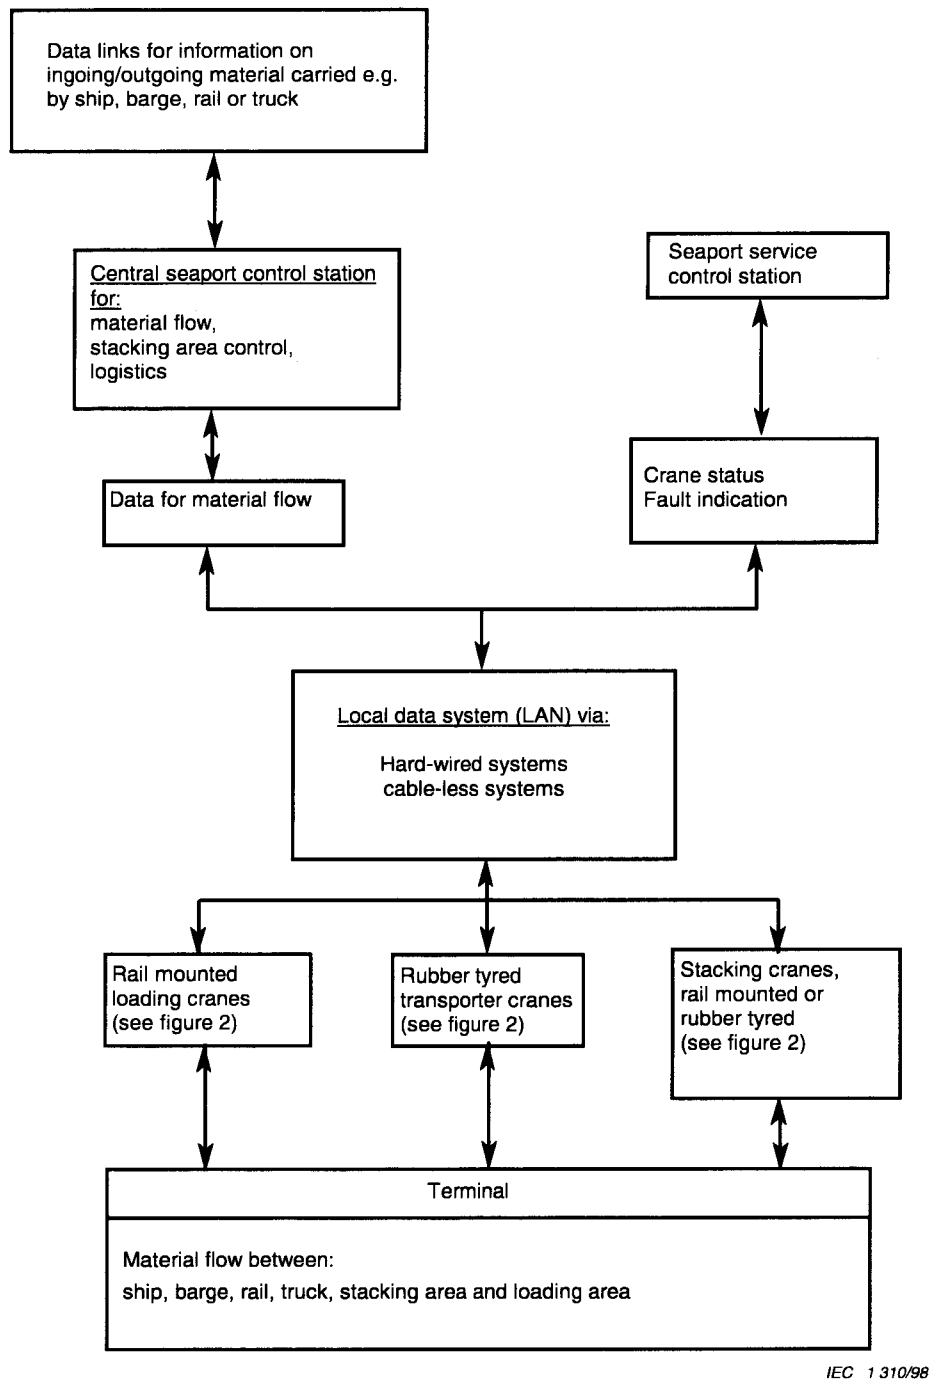 Data links for information on
ingoing/outgoing material carried e.g.
by ship, barge, rail or truck
Central seaport control station
for:
material flow,
stacking area control,
logistics
Seaport service
control station
Data for material flow
Crane status
Fault indication
Local data system (LAN) via:
Hard-wired systems
cable-less systems
Rail mounted
loading cranes
(see figure 2)
Rubber tyred
transporter cranes
(see figure 2)
Stacking cranes,
rail mounted or
rubber tyred
(see figure 2)
Terminal
Material flow between:
ship, barge, rail, truck, stacking area and loading area
IEC 1 310/98